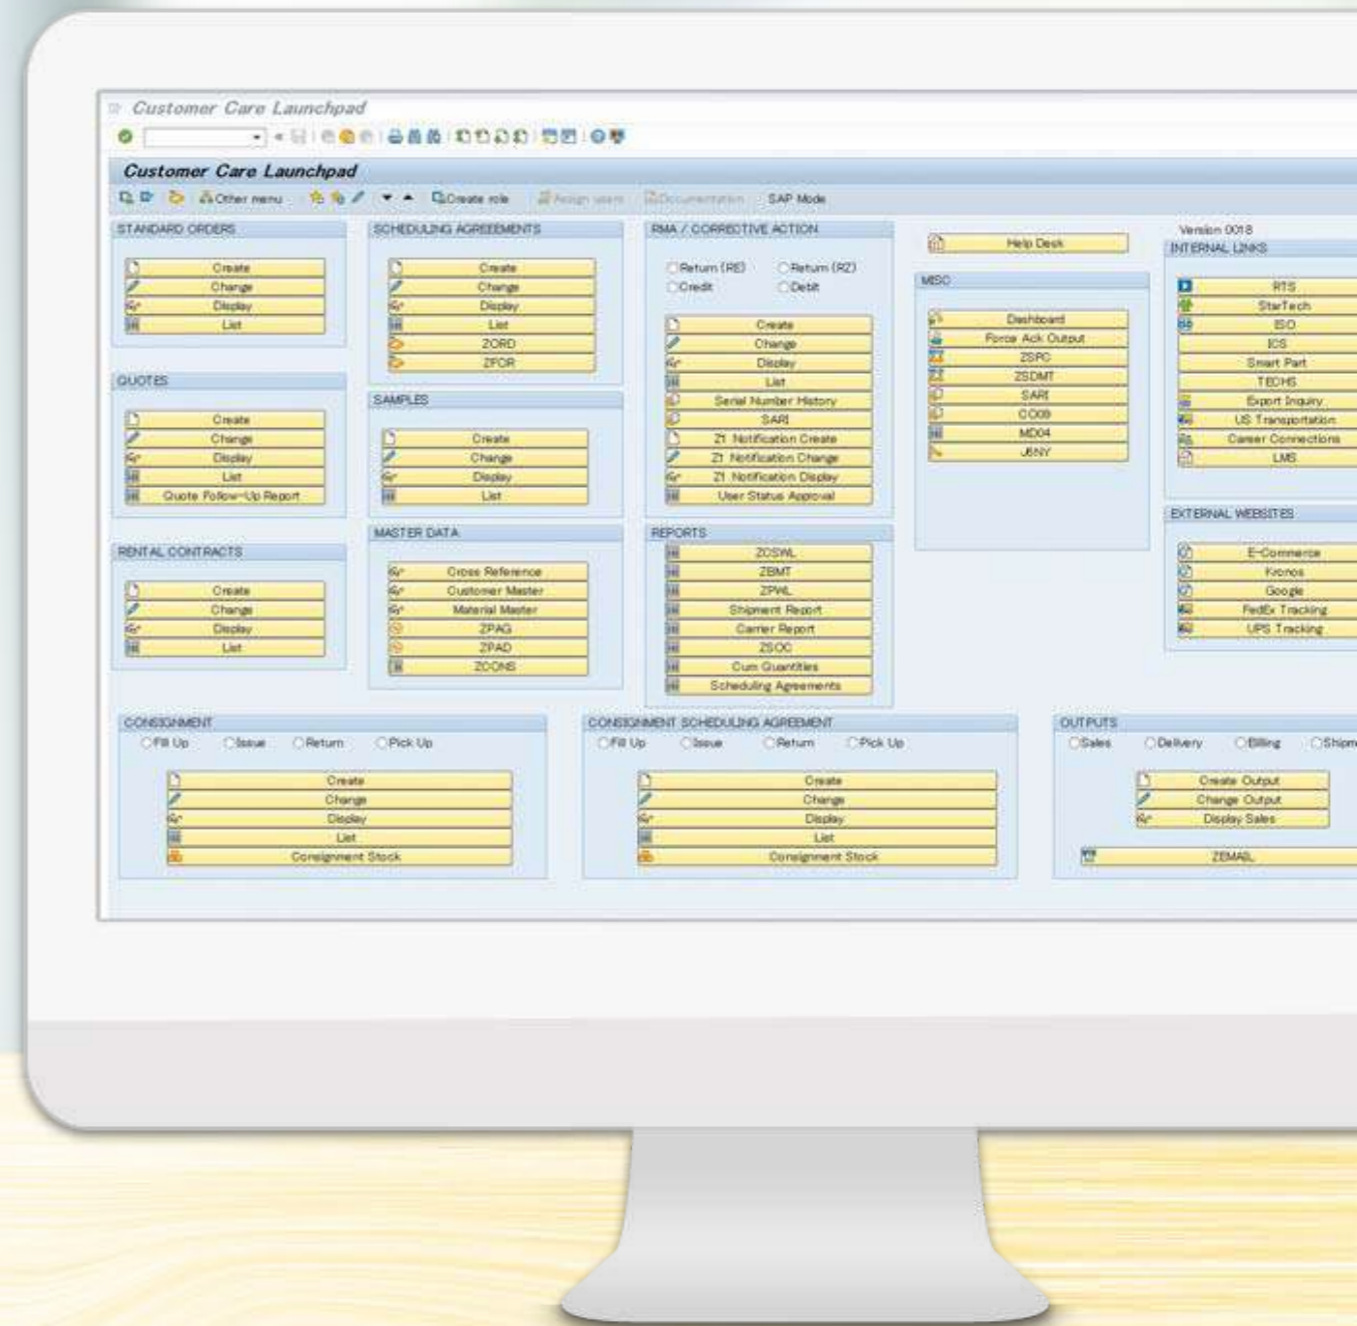 Customer Care Launchpad
Customer Care Launchpad
Other menu
Create role
Assign users
Documentation
SAP Mode
STANDARD ORDERS
Create
Change
Display
List
QUOTES
Create
Change
Display
List
Quote Follow-Up Report
RENTAL CONTRACTS
Create
Change
Display
List
SCHEDULING AGREEEMENTS
Create
Change
Display
List
ZORD
ZFOR
SAMPLES
Create
Change
Display
List
MASTER DATA
Cross Reference
Customer Master
Material Master
ZPAG
ZPAD
ZCONS
RMA / CORRECTIVE ACTION
Return (RE)
Return (RZ)
Credit
Debit
Create
Change
Display
List
Serial Number History
SARI
Z1 Notification Create
Z1 Notification Change
Z1 Notification Display
User Status Approval
REPORTS
ZOSWL
ZBMT
ZPWL
Shipment Report
Carrier Report
ZSOC
Cum Quantities
Scheduling Agreements
Help Desk
MISC
Dashboard
Force Ack Output
ZSPC
ZSDMT
SARI
CO09
MD04
J6NY
Version 0018
INTERNAL LINKS
RTS
StarTech
ISO
ICS
Smart Part
TECHS
Export Inquiry
US Transportation
Career Connections
LMS
EXTERNAL WEBSITES
E-Commerce
Kronos
Google
FedEx Tracking
UPS Tracking
CONSIGNMENT
Fill Up
Issue
Return
Pick Up
Create
Change
Display
List
Consignment Stock
CONSIGNMENT SCHEDULING AGREEMENT
Fill Up
Issue
Return
Pick Up
Create
Change
Display
List
Consignment Stock
OUTPUTS
Sales
Delivery
Billing
Shipm
Create Output
Change Output
Display Sales
ZEMAIL